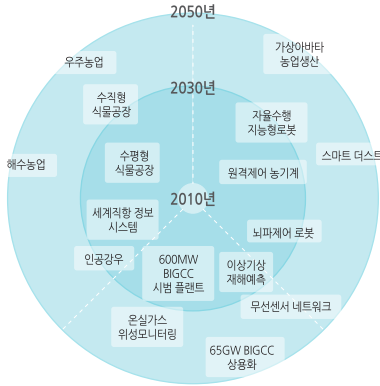 2050년
우주농업
가상아바타
농업생산
2030년
수직형
식물공장
자율수행
지능형로봇
스마트 더스트
수평형
식물공장
해수농업
원격제어 농기계
2010년
세계직항 정보
시스템
뇌파제어 로봇
인공강우
600MW
BIGCC
시범 플랜트
이상기상
재해예측
무선센서 네트워크
온실가스
위성모니터링
65GW BIGCC
상용화